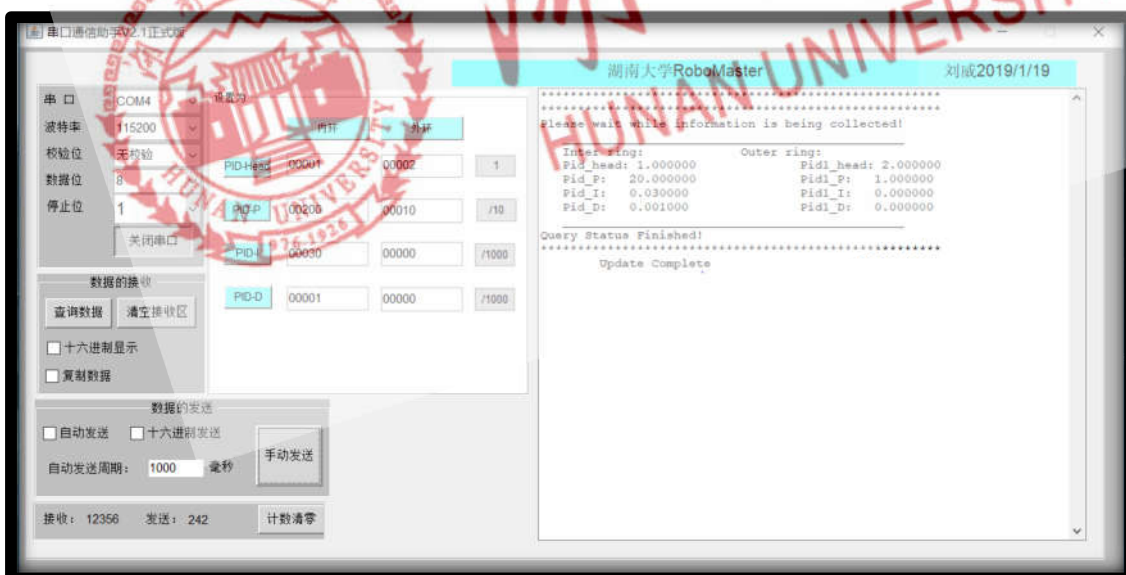 串口通信助手V2.1正式版
HUNAN UNIVERSI
湖南大学RoboMaster 刘威2019/1/19
串 口 COM4
波特率 115200
校验位 无校验
数据位 8
停止位 1
关闭串口
设置为
内环 外环
PID-Head 00001 00002 1
PID-P 00200 00010 /10
PID-I 00030 00000 /1000
PID-D 00001 00000 /1000
HUNAN UNIVERSITY
1926
数据的接收
查询数据 清空接收区
十六进制显示
复制数据
数据的发送
自动发送 十六进制发送
自动发送周期: 1000 毫秒
手动发送
接收: 12356 发送: 242 计数清零
Please wait while information is being collected!
Inter ring: Outer ring:
Pid_head: 1.000000 Pid1_head: 2.000000
Pid_P: 20.000000 Pid1_P: 1.000000
Pid_I: 0.030000 Pid1_I: 0.000000
Pid_D: 0.001000 Pid1_D: 0.000000
Query Status Finished!
Update Complete